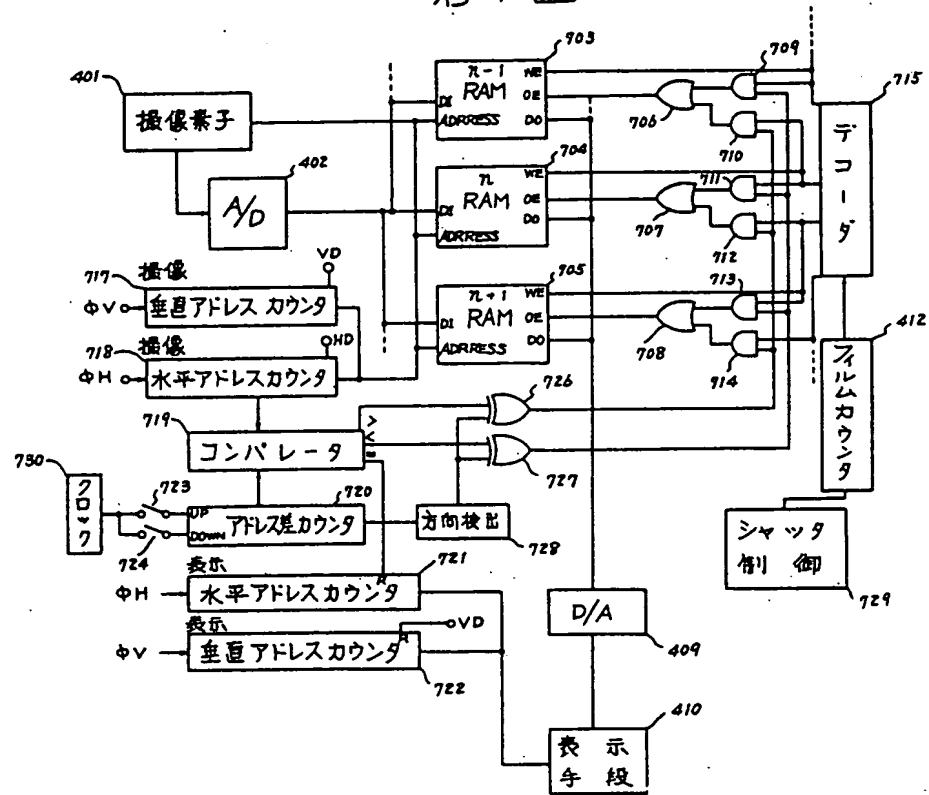 703
n-1
RAM
WE
OE
DI
ADRRESS
DO
401
撮像素子
402
A/D
709
706
710
715
デコーダ
704
n
RAM
WE
OE
DI
DO
ADRRESS
711
707
712
705
n+1
RAM
WE
OE
DI
DO
ADRRESS
713
708
714
412
フィルムカウンタ
717
撮像
VD
ΦV
垂直アドレスカウンタ
718
撮像
HD
ΦH
水平アドレスカウンタ
719
コンパレータ
>
<
=
726
727
730
クロック
723
724
720
UP
DOWN
アドレス差カウンタ
方向検出
728
シャッタ
制御
729
表示
721
ΦH
水平アドレスカウンタ
R
表示
VD
ΦV
垂直アドレスカウンタ
R
722
D/A
409
410
表示
手段